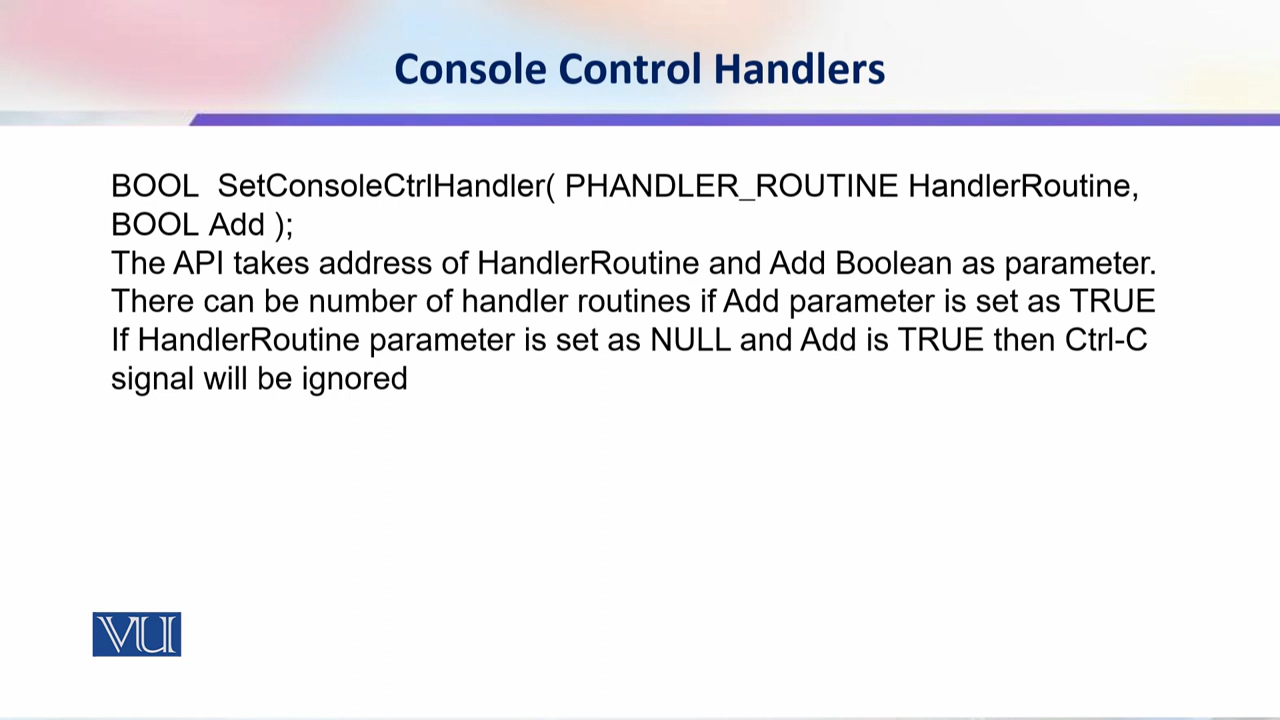 Console Control Handlers
BOOL  SetConsoleCtrlHandler( PHANDLER_ROUTINE HandlerRoutine,
BOOL Add );
The API takes address of HandlerRoutine and Add Boolean as parameter.
There can be number of handler routines if Add parameter is set as TRUE
If HandlerRoutine parameter is set as NULL and Add is TRUE then Ctrl-C
signal will be ignored
VU